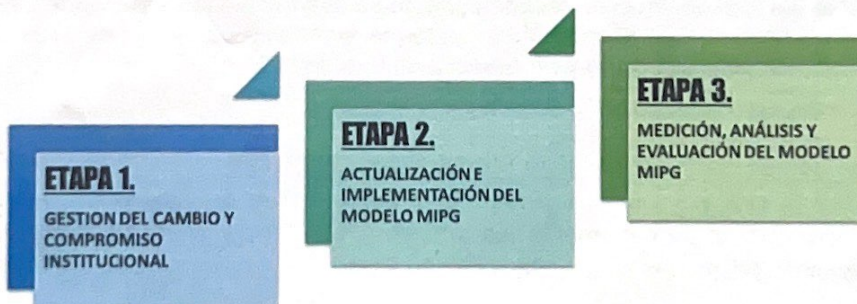 ETAPA 1.
GESTION DEL CAMBIO Y
COMPROMISO
INSTITUCIONAL
ETAPA 2.
ACTUALIZACIÓN E
IMPLEMENTACIÓN DEL
MODELO MIPG
ETAPA 3.
MEDICIÓN, ANÁLISIS Y
EVALUACIÓN DEL MODELO
MIPG